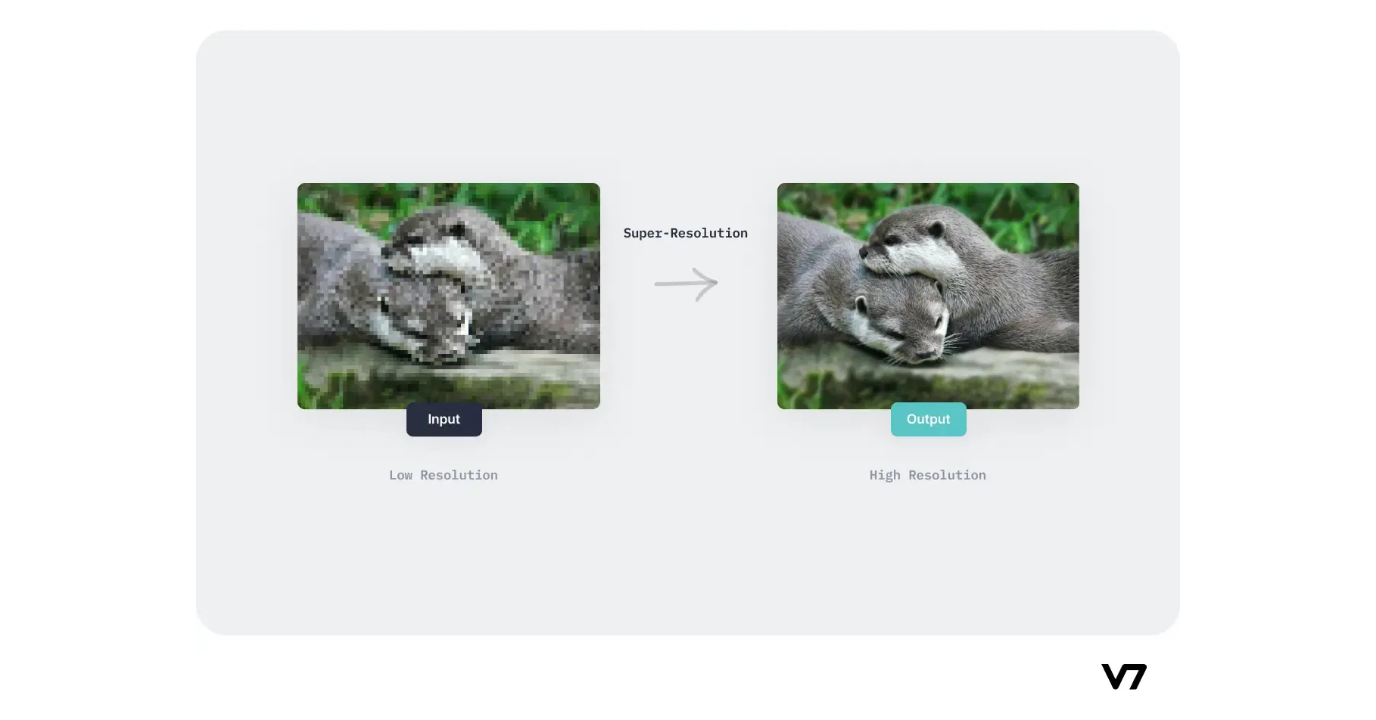 Super-Resolution
Input
Output
Low Resolution
High Resolution
V7